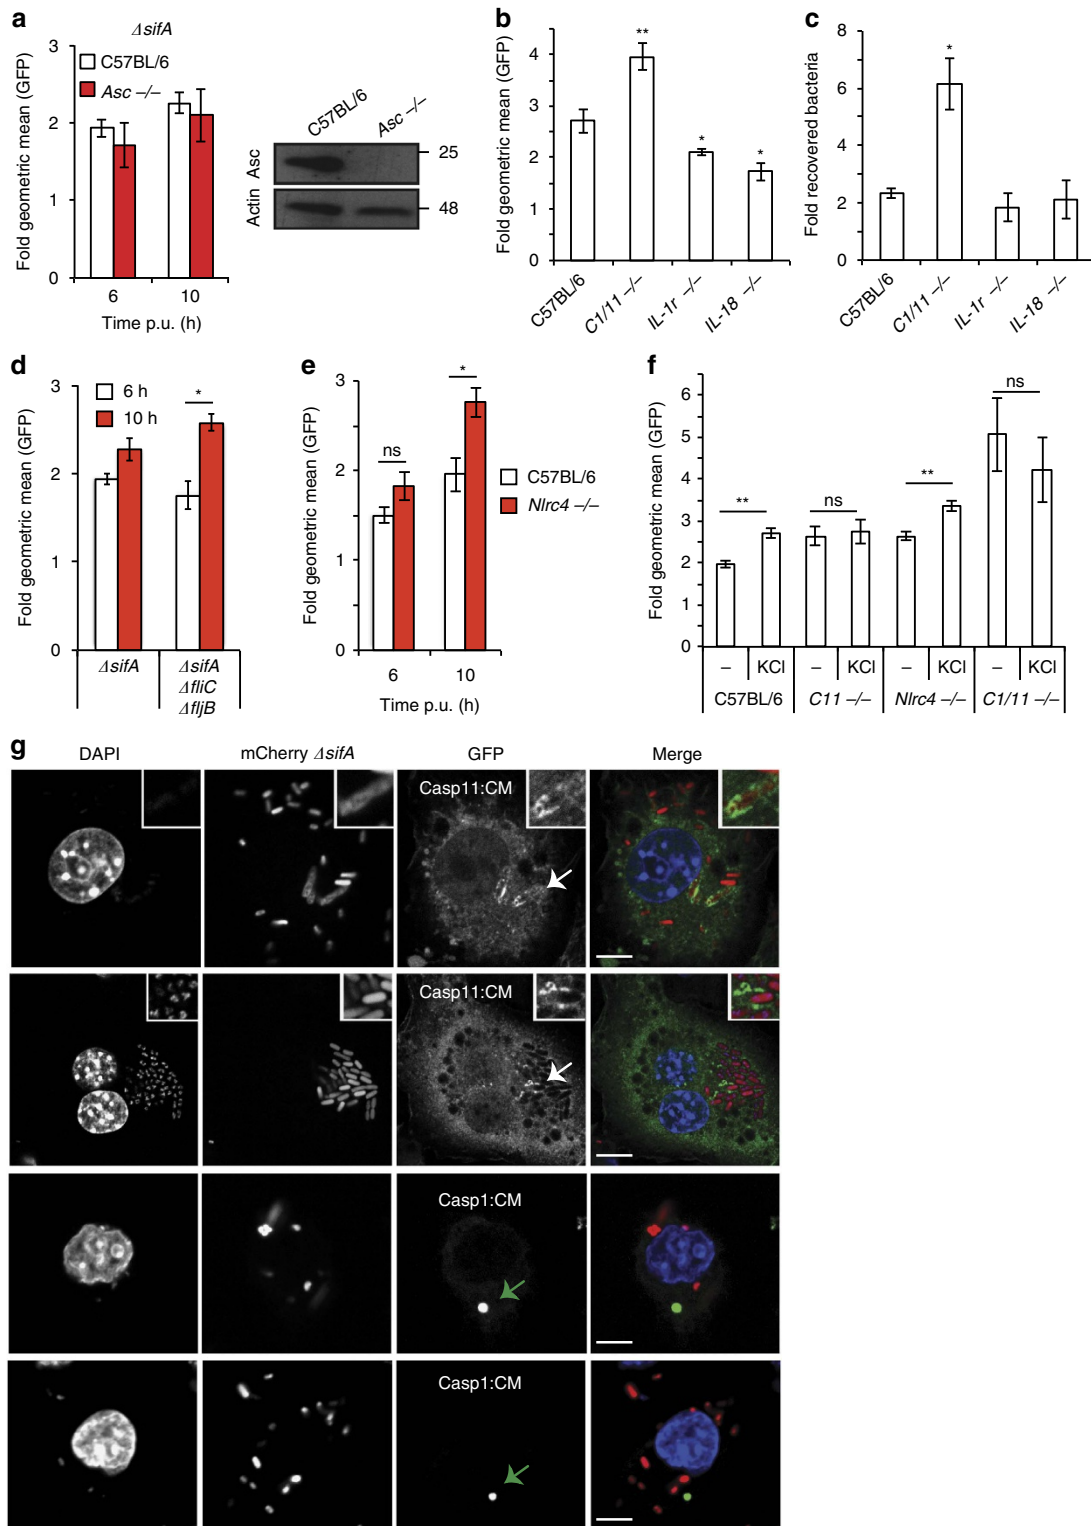 a
ΔsifA
Fold geometric mean (GFP)
3
2
1
0
C57BL/6
Asc –/–
6
10
Time p.u. (h)
C57BL/6
Asc –/–
Asc
25
Actin
48
b
Fold geometric mean (GFP)
4
3
2
1
0
**
*
*
C57BL/6
C1/11 –/–
IL-1r –/–
IL-18 –/–
c
Fold recovered bacteria
8
6
4
2
0
*
C57BL/6
C1/11 –/–
IL-1r –/–
IL-18 –/–
d
Fold geometric mean (GFP)
3
2
1
0
6 h
10 h
*
ΔsifA
ΔsifA
ΔfliC
ΔfljB
e
Fold geometric mean (GFP)
3
2
1
0
ns
*
C57BL/6
Nlrc4 –/–
6
10
Time p.u. (h)
f
Fold geometric mean (GFP)
6
5
4
3
2
1
0
**
ns
**
ns
– KCl – KCl – KCl – KCl
C57BL/6 C11 –/– Nlrc4 –/– C1/11 –/–
g
DAPI mCherry ΔsifA GFP Merge
Casp11:CM
Casp11:CM
Casp1:CM
Casp1:CM